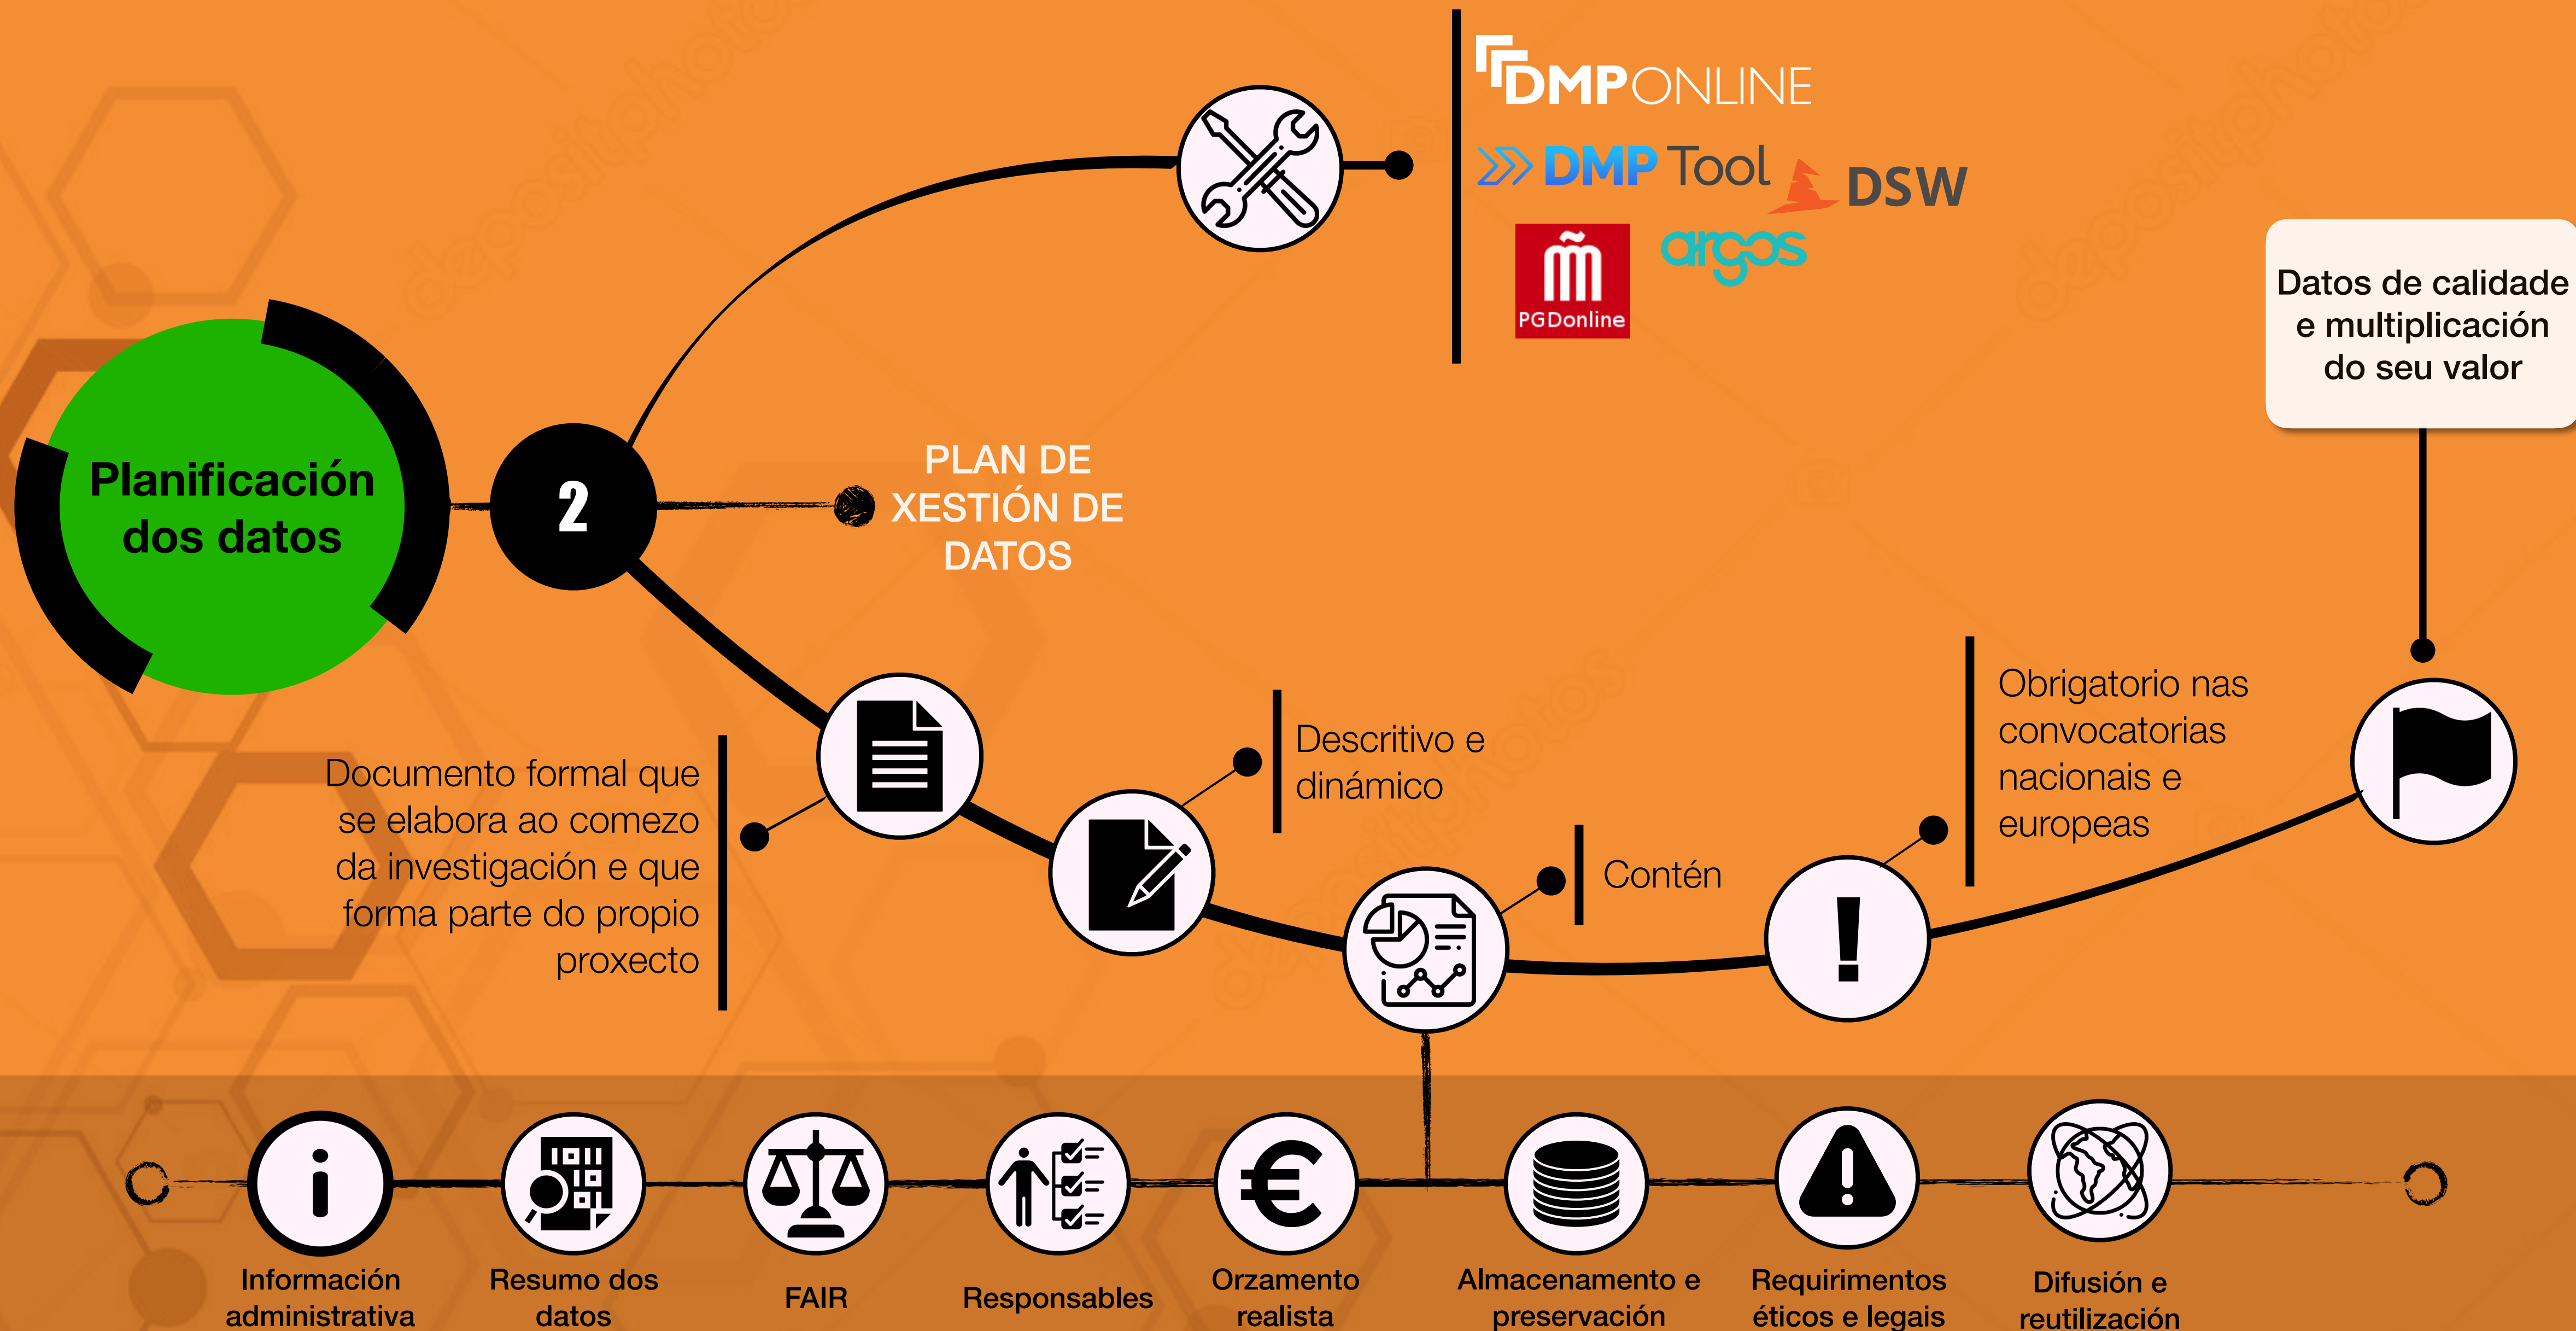 DMPONLINE
DMP Tool
DSW
argos
m̃
PGDonline
Datos de calidade
e multiplicación
do seu valor
Planificación
dos datos
2
PLAN DE
XESTIÓN DE
DATOS
Documento formal que
se elabora ao comezo
da investigación e que
forma parte do propio
proxecto
Descritivo e
dinámico
Contén
Obrigatorio nas
convocatorias
nacionais e
europeas
Información
administrativa
Resumo dos
datos
FAIR
Responsables
Orzamento
realista
Almacenamento e
preservación
Requirimentos
éticos e legais
Difusión e
reutilización
depositphotos
depositphotos
depositphotos